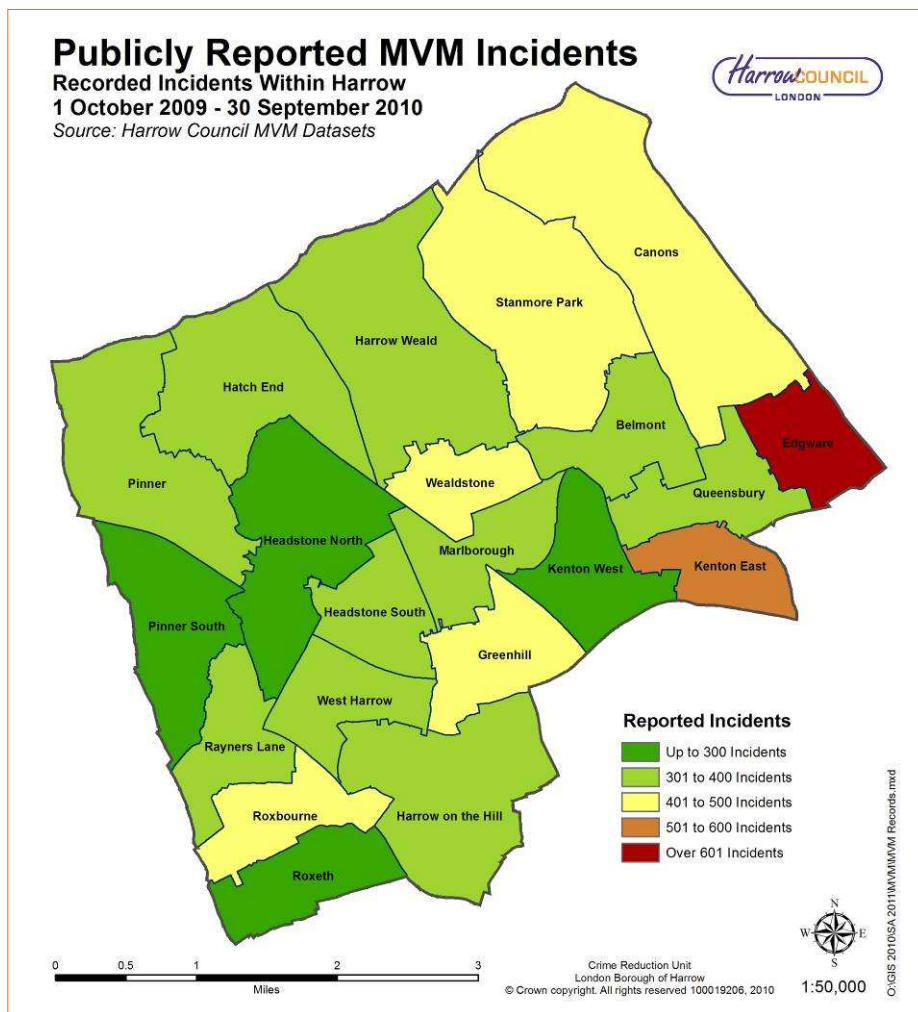 Publicly Reported MVM Incidents
Recorded Incidents Within Harrow
1 October 2009 - 30 September 2010
Source: Harrow Council MVM Datasets
HarrowCOUNCIL
LONDON
Canons
Stanmore Park
Harrow Weald
Hatch End
Belmont
Edgware
Pinner
Wealdstone
Queensbury
Headstone North
Marlborough
Kenton West
Kenton East
Headstone South
Pinner South
Greenhill
West Harrow
Rayners Lane
Roxbourne
Harrow on the Hill
Roxeth
Reported Incidents
Up to 300 Incidents
301 to 400 Incidents
401 to 500 Incidents
501 to 600 Incidents
Over 601 Incidents
N
W E
S
1:50,000
0 0.5 1 2 3
Miles
Crime Reduction Unit
London Borough of Harrow
© Crown copyright. All rights reserved 100019206, 2010
O:\GIS 2010\SA 2011\MVM\MVM Records.mxd